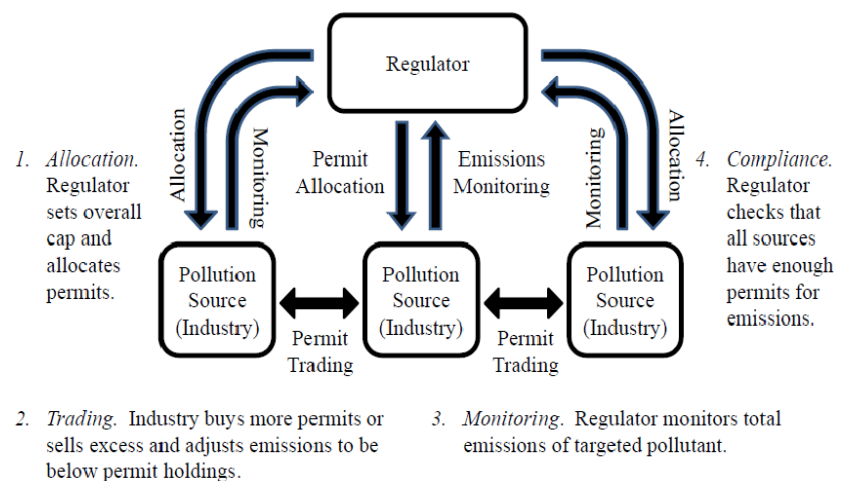 Regulator
Allocation
Monitoring
Permit
Allocation
Emissions
Monitoring
Monitoring
Allocation
1. Allocation.
Regulator
sets overall
cap and
allocates
permits.
4. Compliance.
Regulator
checks that
all sources
have enough
permits for
emissions.
Pollution
Source
(Industry)
Permit
Trading
Pollution
Source
(Industry)
Permit
Trading
Pollution
Source
(Industry)
2. Trading. Industry buys more permits or
sells excess and adjusts emissions to be
below permit holdings.
3. Monitoring. Regulator monitors total
emissions of targeted pollutant.